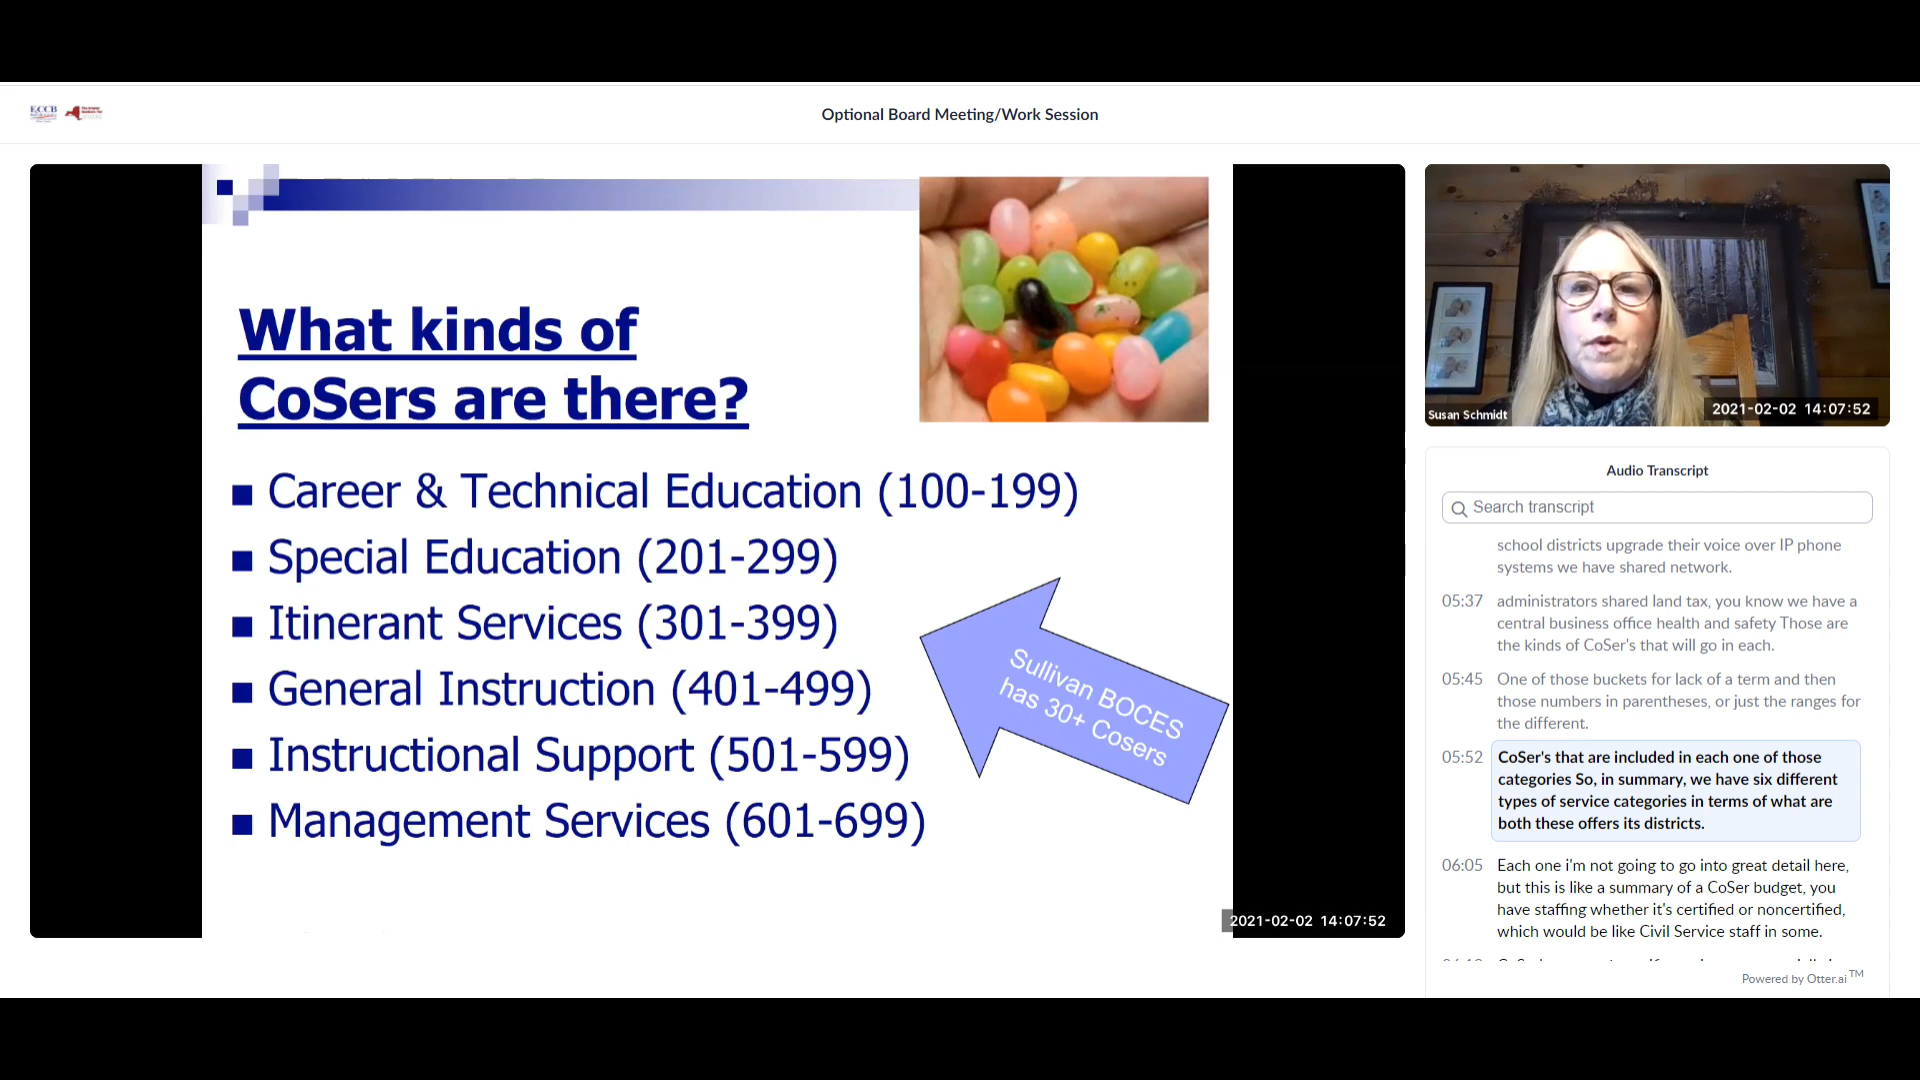 ECCB
Optional Board Meeting/Work Session
What kinds of
CoSers are there?
Career & Technical Education (100-199)
Special Education (201-299)
Itinerant Services (301-399)
General Instruction (401-499)
Instructional Support (501-599)
Management Services (601-699)
Sullivan BOCES
has 30+ Cosers
2021-02-02 14:07:52
Susan Schmidt
2021-02-02 14:07:52
Audio Transcript
Search transcript
school districts upgrade their voice over IP phone
systems we have shared network.
05:37 administrators shared land tax, you know we have a
central business office health and safety Those are
the kinds of CoSer's that will go in each.
05:45 One of those buckets for lack of a term and then
those numbers in parentheses, or just the ranges for
the different.
05:52 CoSer's that are included in each one of those
categories So, in summary, we have six different
types of service categories in terms of what are
both these offers its districts.
06:05 Each one i'm not going to go into great detail here,
but this is like a summary of a CoSer budget, you
have staffing whether it's certified or noncertified,
which would be like Civil Service staff in some.
Powered by Otter.ai TM